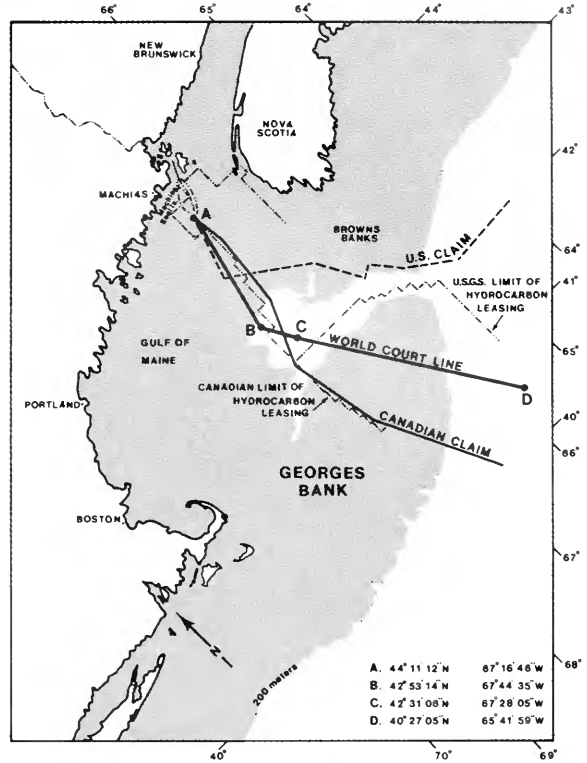 66°
65°
64°
44°
43°
NEW
BRUNSWICK
NOVA
SCOTIA
42°
MACHIAS
A
BROWNS
BANKS
64°
U.S. CLAIM
41°
U.S.G.S. LIMIT OF
HYDROCARBON
LEASING
B
C
GULF OF
MAINE
WORLD COURT LINE
65°
D
CANADIAN LIMIT OF
HYDROCARBON
LEASING
PORTLAND
CANADIAN CLAIM
40°
66°
GEORGES
BANK
BOSTON
67°
N
200 meters
68°
A. 44° 11' 12" N 67° 16' 46" W
B. 42° 53' 14" N 67° 44' 35" W
C. 42° 31' 08" N 67° 28' 05" W
D. 40° 27' 05" N 65° 41' 59" W
40°
70°
69°